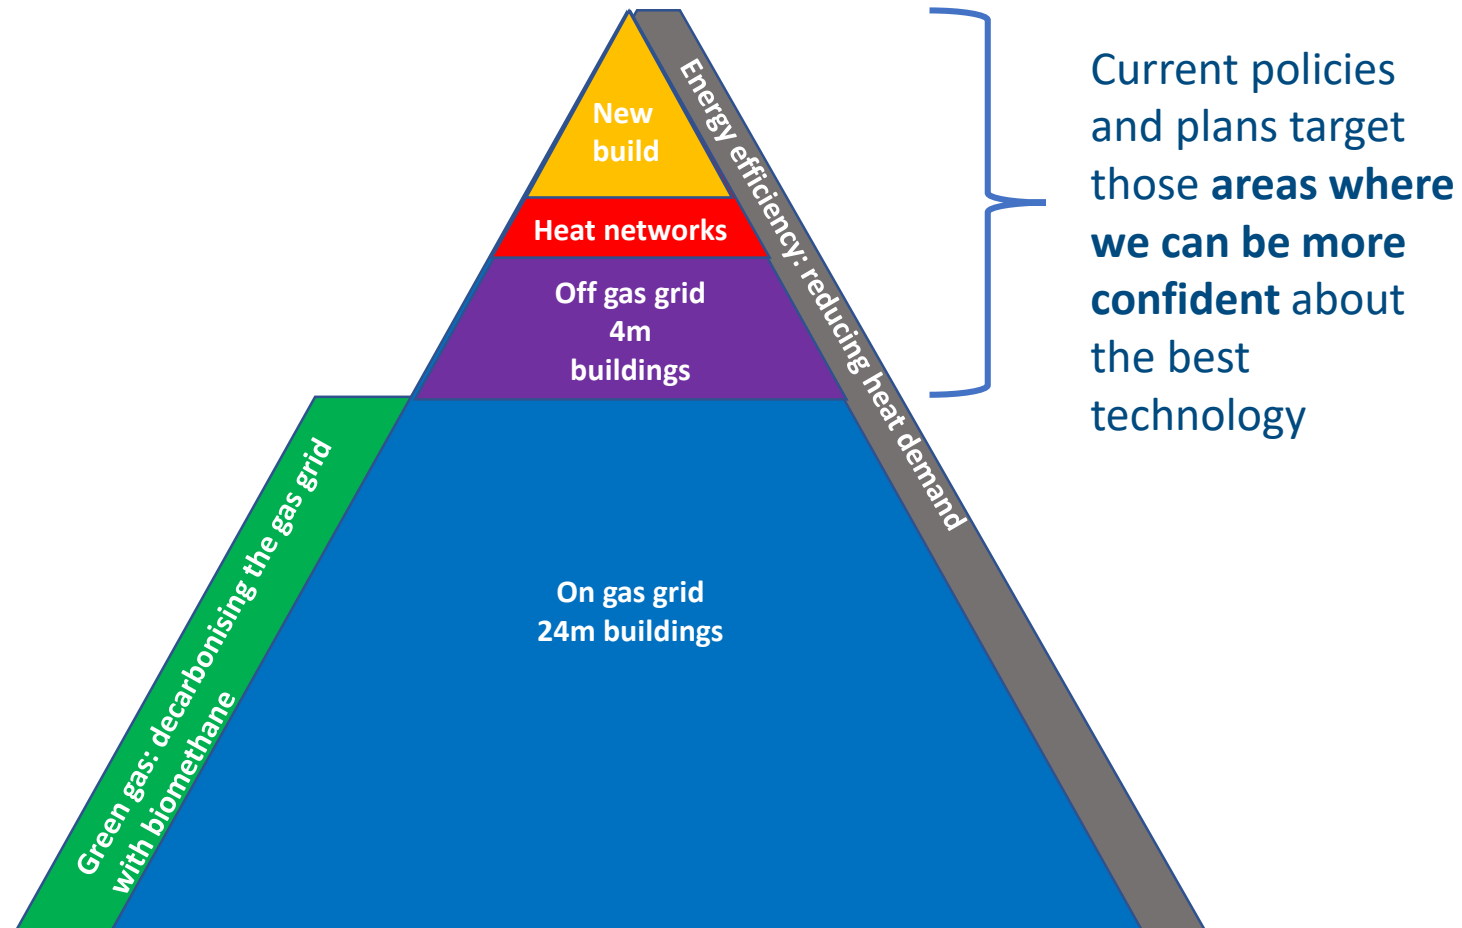 New
build
Heat networks
Off gas grid
4m
buildings
On gas grid
24m buildings
Green gas: decarbonising the gas grid
with biomethane
Energy efficiency: reducing heat demand
Current policies
and plans target
those areas where
we can be more
confident about
the best
technology